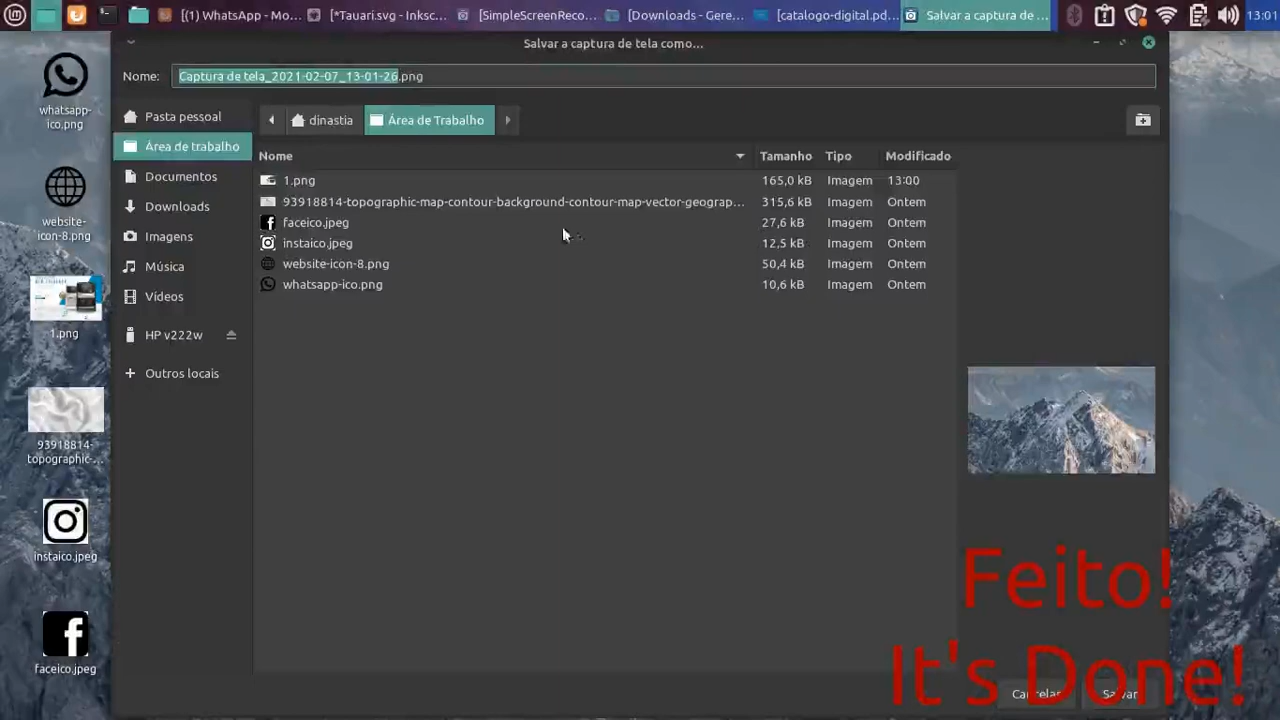 [(1) WhatsApp - Mo...
[*Tauari.svg - Inksc...
[SimpleScreenReco...
[Downloads - Gere...
[catalogo-digital.pd...
Salvar a captura de ...
13:01
Salvar a captura de tela como...
Nome:
Captura de tela_2021-02-07_13-01-26.png
Pasta pessoal
Área de trabalho
Documentos
Downloads
Imagens
Música
Vídeos
HP v222w
Outros locais
dinastia
Área de Trabalho
Nome Tamanho Tipo Modificado
1.png 165,0 kB Imagem 13:00
93918814-topographic-map-contour-background-contour-map-vector-geograp... 315,6 kB Imagem Ontem
faceico.jpeg 27,6 kB Imagem Ontem
instaico.jpeg 12,5 kB Imagem Ontem
website-icon-8.png 50,4 kB Imagem Ontem
whatsapp-ico.png 10,6 kB Imagem Ontem
whatsapp-
ico.png
website-
icon-8.png
1.png
93918814-
topographic-...
instaico.jpeg
faceico.jpeg
Feito!
It's Done!
Cancelar
Salvar